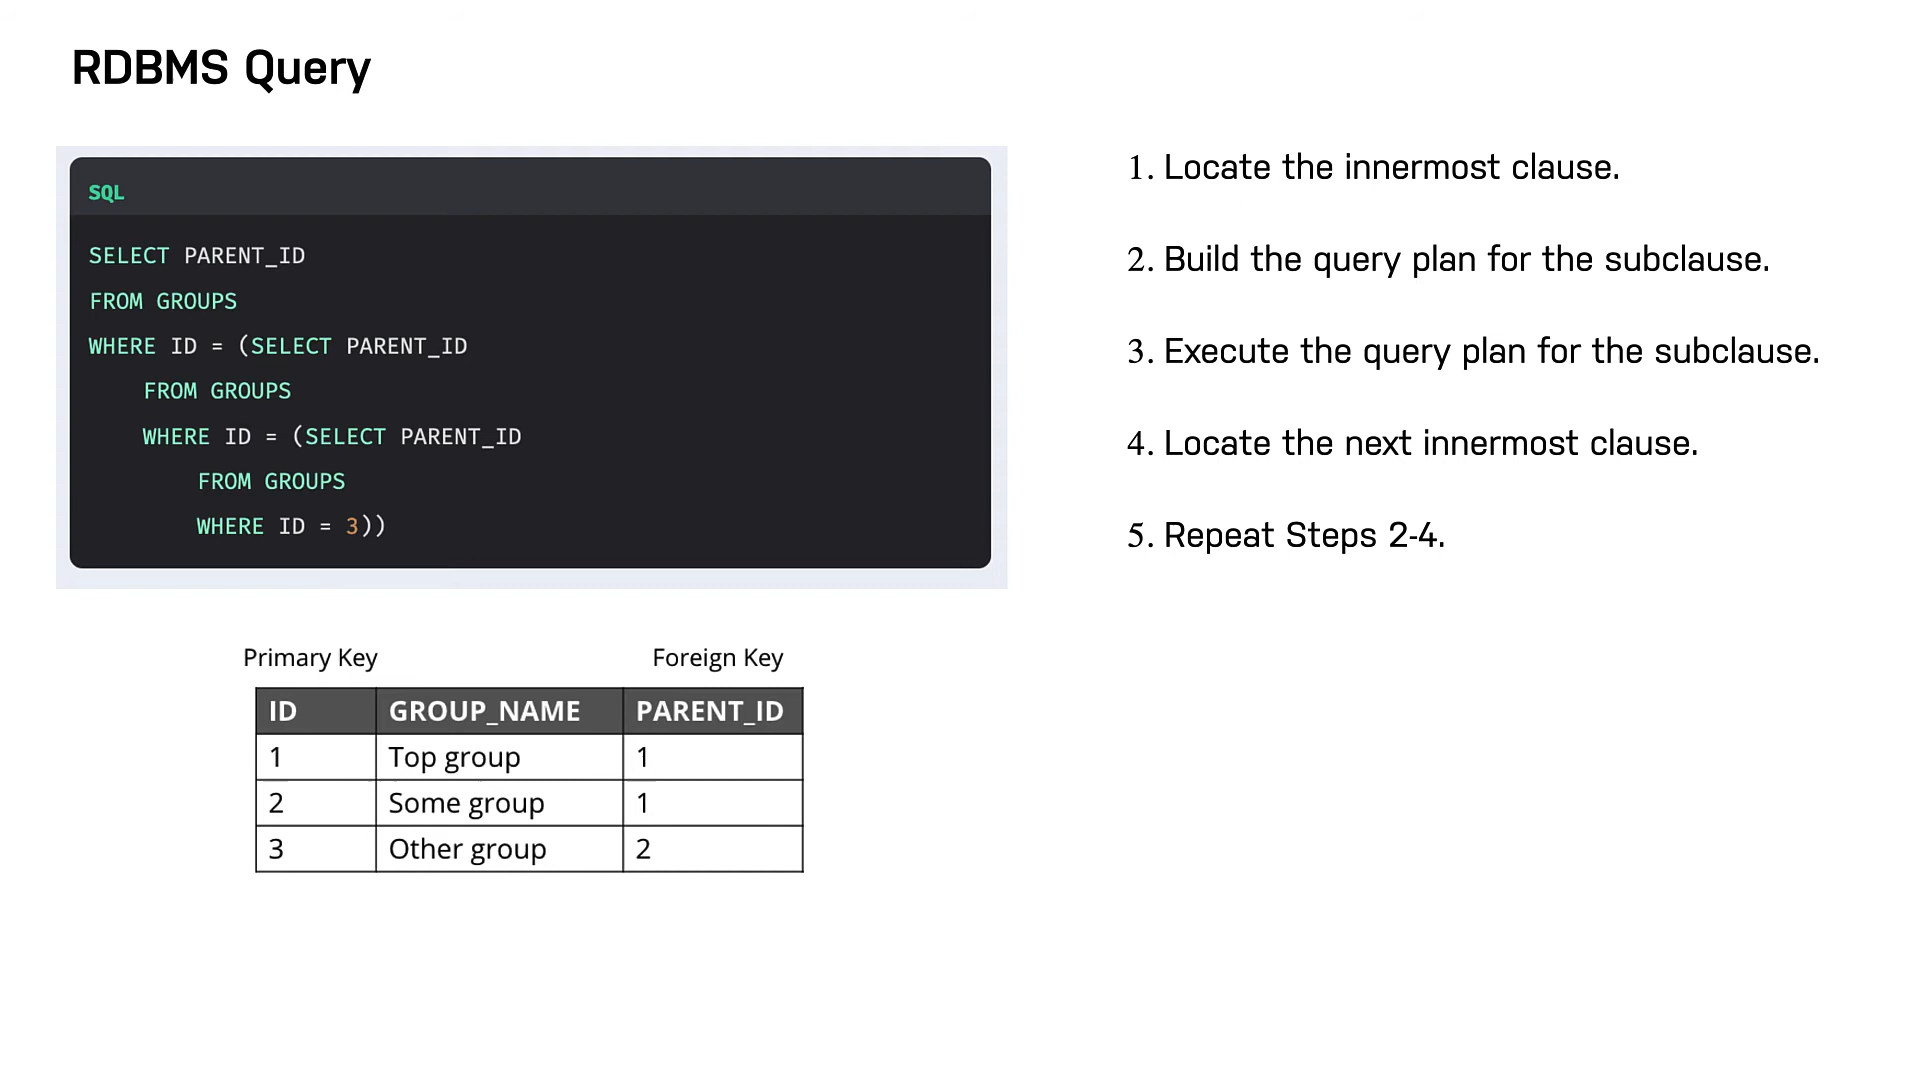 RDBMS Query
SQL
SELECT PARENT_ID
FROM GROUPS
WHERE ID = (SELECT PARENT_ID
FROM GROUPS
WHERE ID = (SELECT PARENT_ID
FROM GROUPS
WHERE ID = 3))
1. Locate the innermost clause.
2. Build the query plan for the subclause.
3. Execute the query plan for the subclause.
4. Locate the next innermost clause.
5. Repeat Steps 2-4.
Primary Key Foreign Key
ID GROUP_NAME PARENT_ID
1 Top group 1
2 Some group 1
3 Other group 2